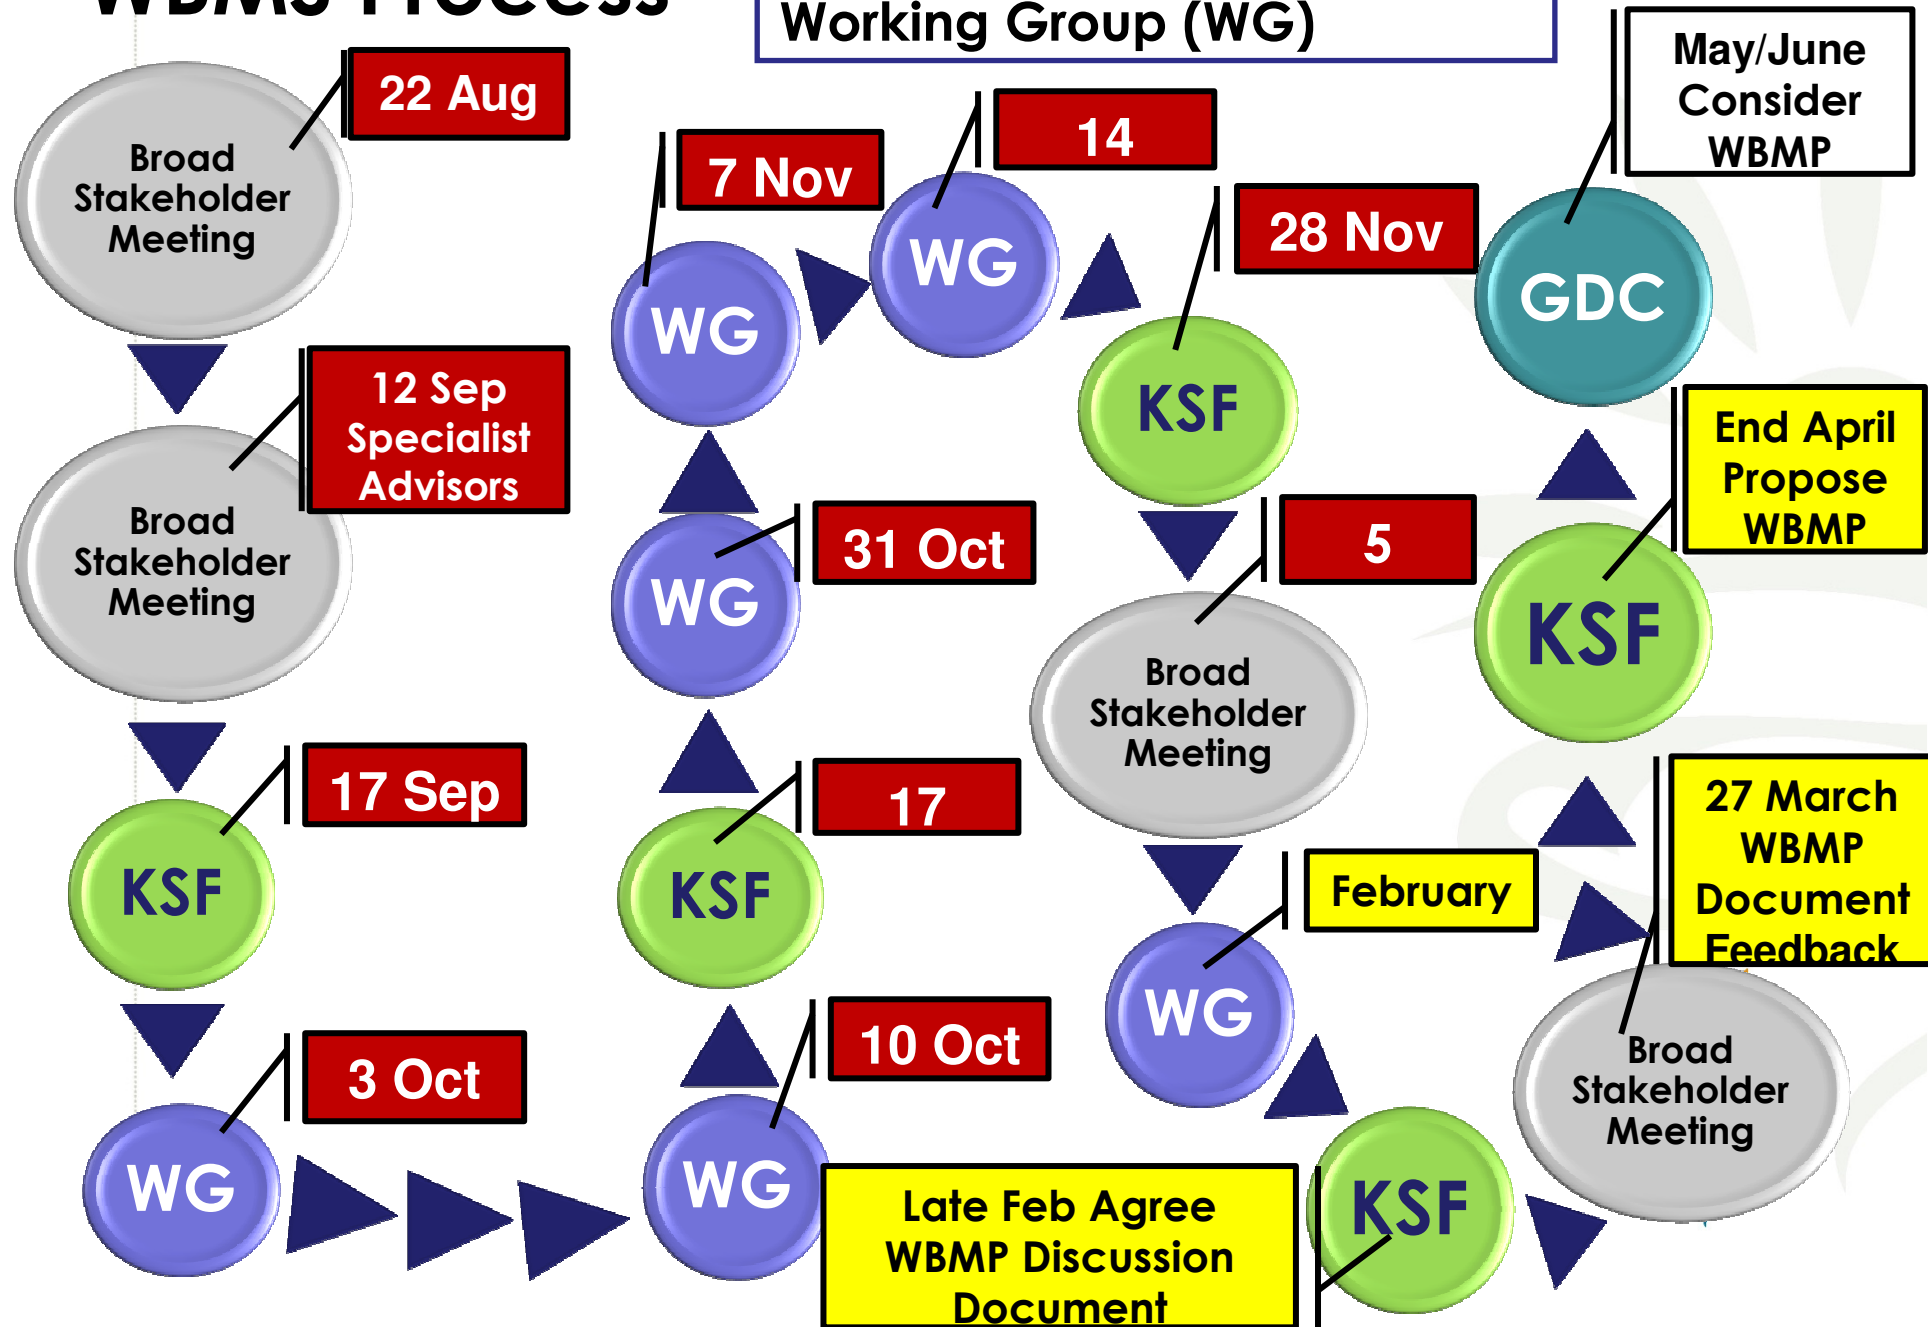 WBMS Process
Working Group (WG)
22 Aug
Broad
Stakeholder
Meeting
12 Sep
Specialist
Advisors
Broad
Stakeholder
Meeting
17 Sep
KSF
3 Oct
WG
10 Oct
WG
17
KSF
31 Oct
WG
7 Nov
WG
14
WG
28 Nov
KSF
5
Broad
Stakeholder
Meeting
February
WG
Late Feb Agree
WBMP Discussion
Document
KSF
27 March
WBMP
Document
Feedback
Broad
Stakeholder
Meeting
End April
Propose
WBMP
KSF
May/June
Consider
WBMP
GDC